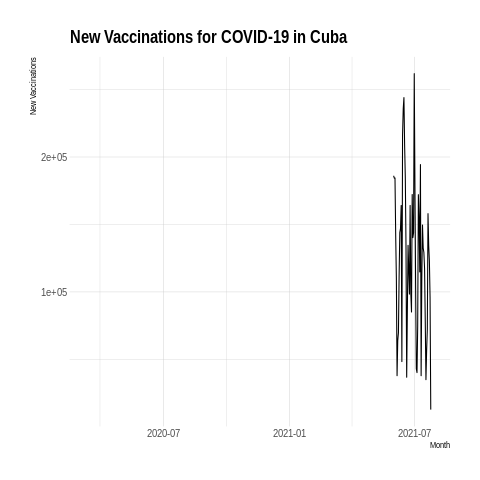 New Vaccinations for COVID-19 in Cuba
New Vaccinations
2e+05
1e+05
2020-07
2021-01
2021-07
Month